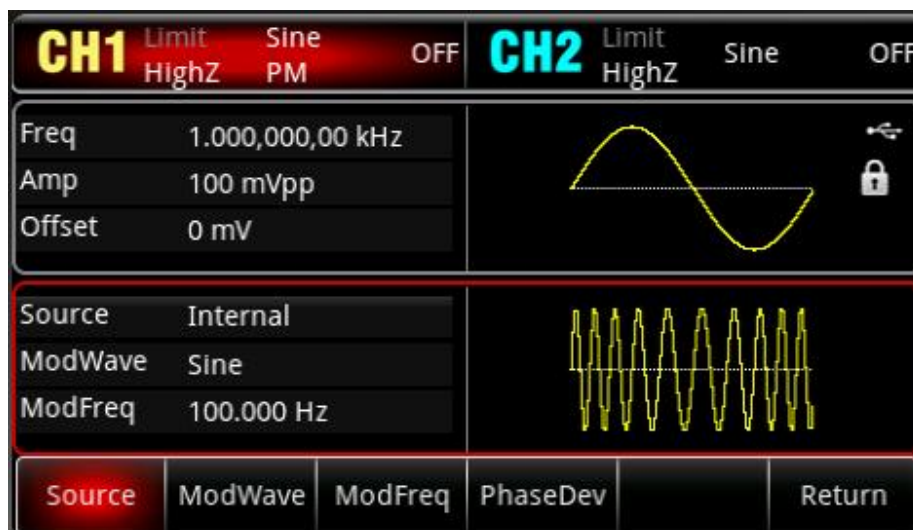 CH1 Limit Sine OFF CH2 Limit Sine OFF
HighZ PM HighZ
Freq 1.000,000,00 kHz
Amp 100 mVpp
Offset 0 mV
Source Internal
ModWave Sine
ModFreq 100.000 Hz
Source ModWave ModFreq PhaseDev Return